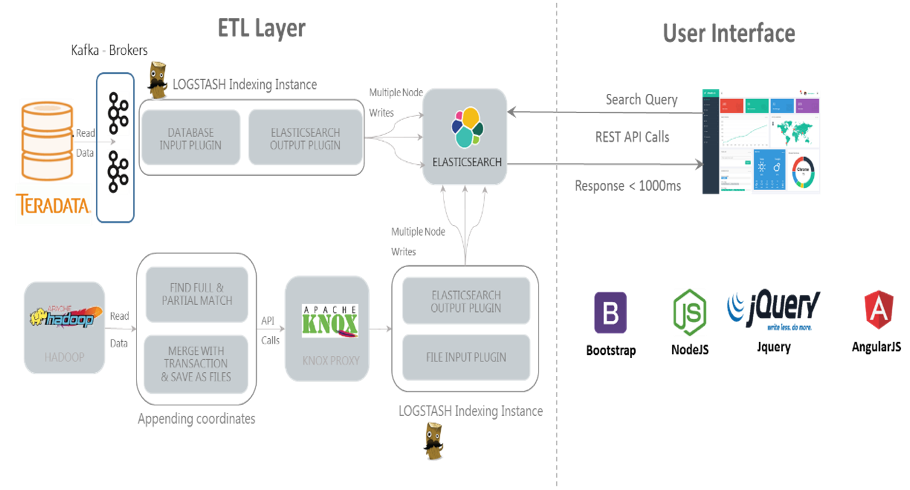 ETL Layer
User Interface
Kafka - Brokers
LOGSTASH Indexing Instance
Multiple Node
Writes
Read
Data
DATABASE
INPUT PLUGIN
ELASTICSEARCH
OUTPUT PLUGIN
ELASTICSEARCH
TERADATA
Search Query
REST API Calls
Response < 1000ms
Multiple Node
Writes
APACHE
hadoop
HADOOP
Read
Data
FIND FULL &
PARTIAL MATCH
MERGE WITH
TRANSACTION
& SAVE AS FILES
Appending coordinates
API
Calls
APACHE
KNOX
KNOX PROXY
ELASTICSEARCH
OUTPUT PLUGIN
FILE INPUT PLUGIN
LOGSTASH Indexing Instance
B
Bootstrap
JS
NodeJS
jQuery
write less, do more.
Jquery
A
AngularJS